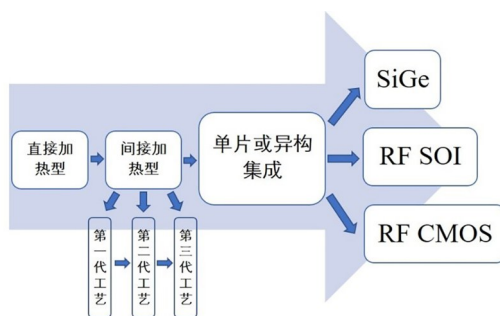 直接加
热型
间接加
热型
单片或异构
集成
SiGe
RF SOI
RF CMOS
第一代工艺
第二代工艺
第三代工艺